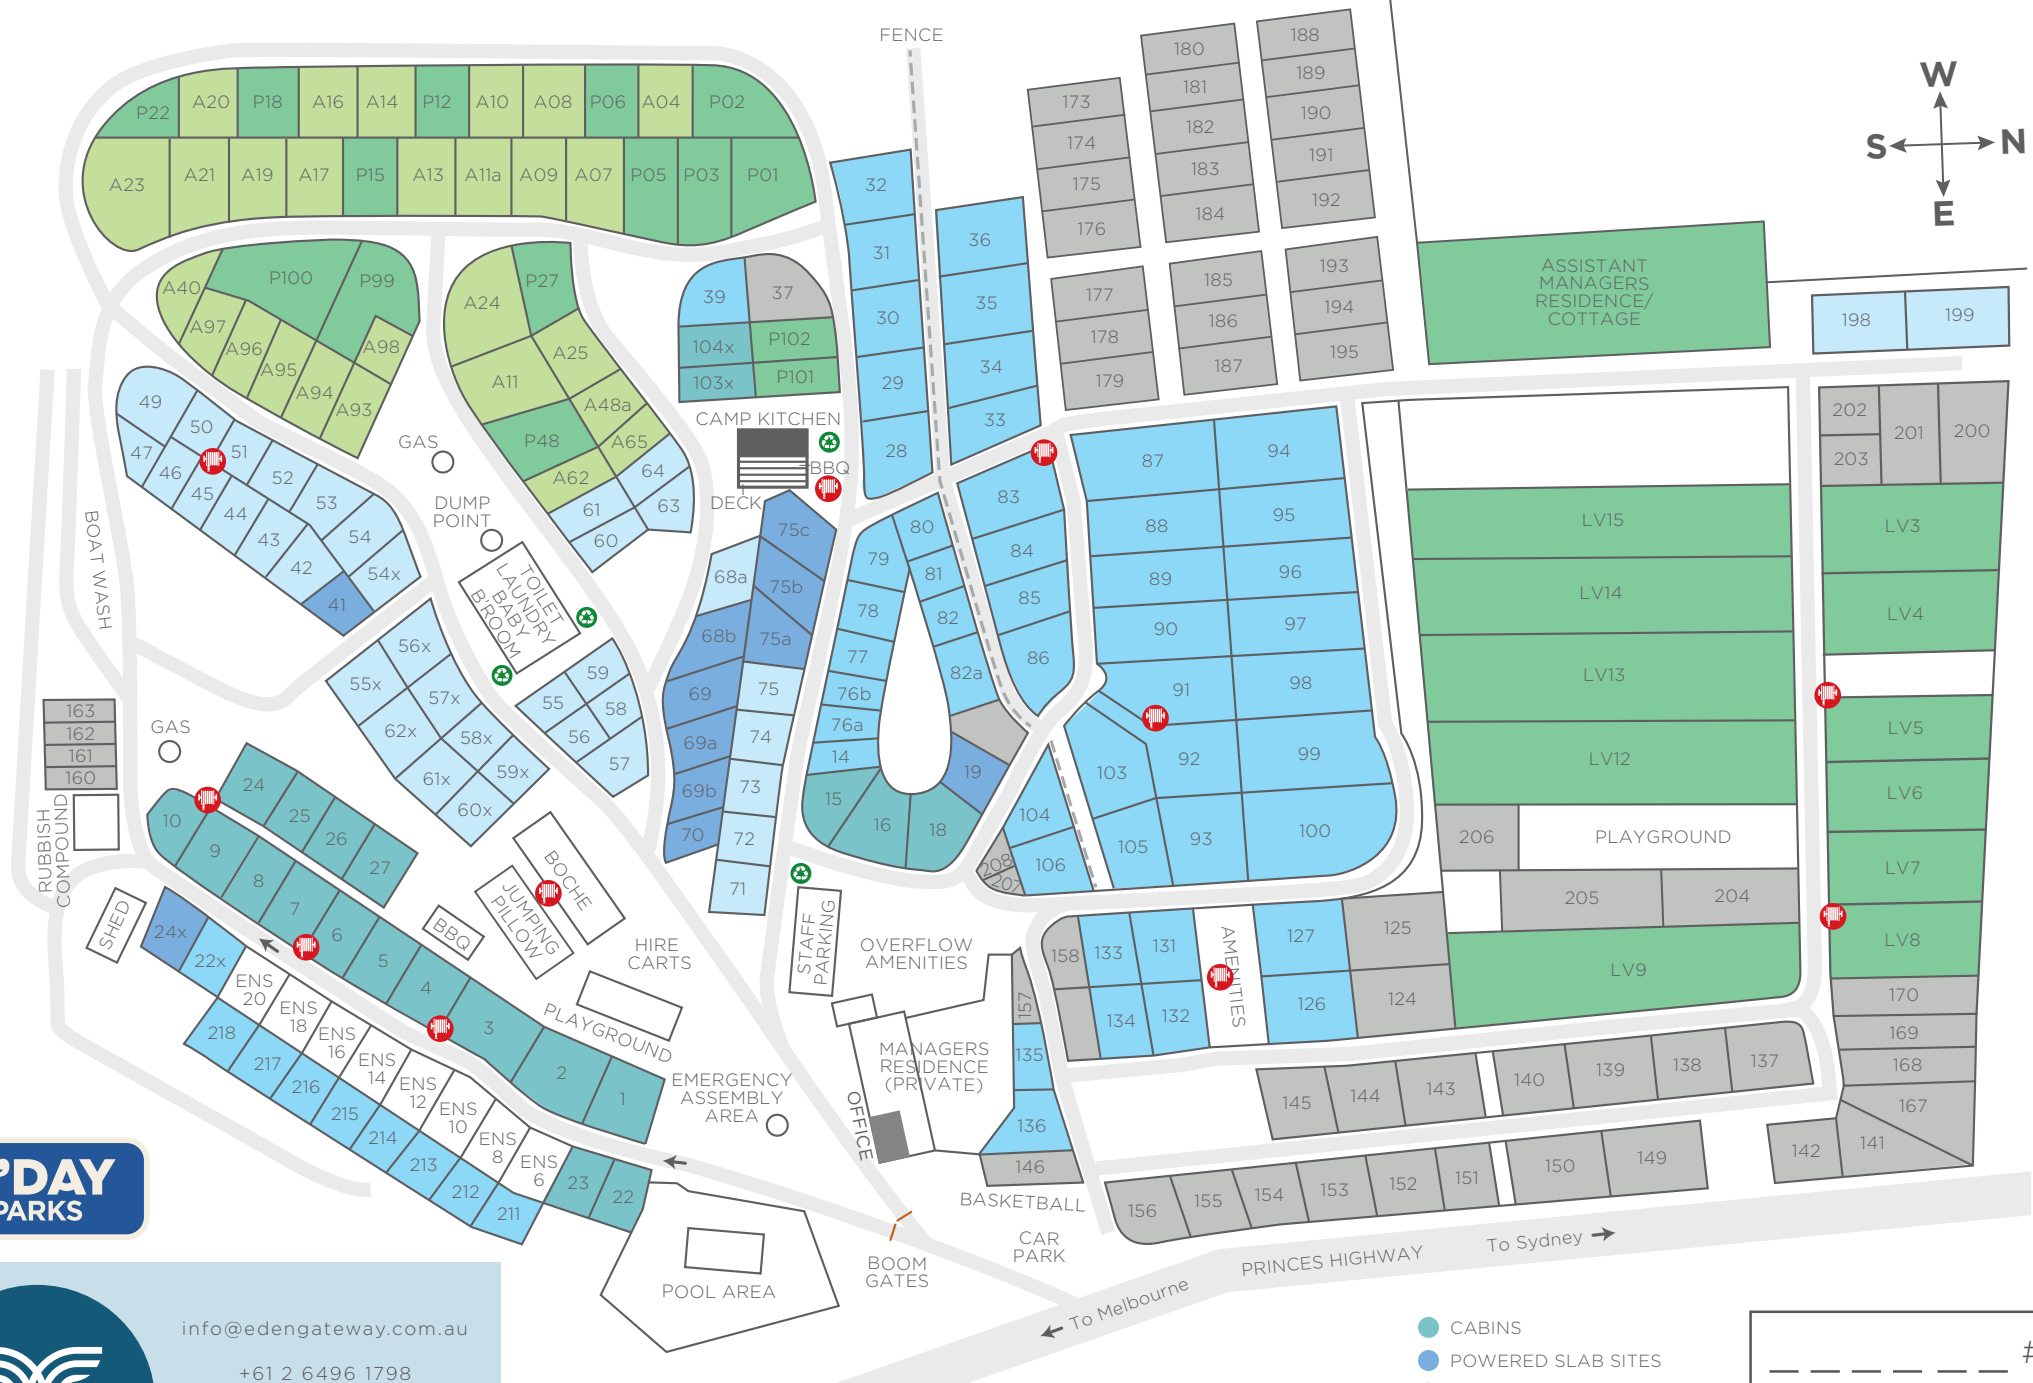 FENCE
180
188
181
189
173
182
190
174
183
191
175
184
192
176
W
S
N
E
P22
A20
P18
A16
A14
P12
A10
A08
P06
A04
P02
A23
A21
A19
A17
P15
A13
A11a
A09
A07
P05
P03
P01
32
31
30
29
28
36
35
34
33
177
178
179
185
186
187
193
194
195
ASSISTANT
MANAGERS
RESIDENCE/
COTTAGE
198
199
A40
P100
P99
A97
A96
A95
A94
A93
A98
A24
P27
A25
A11
A48a
P48
A65
A62
64
63
61
60
39
37
104x
P102
103x
P101
CAMP KITCHEN
BBQ
DECK
GAS
DUMP
POINT
TOILET
LAUNDRY
BABY
B'ROOM
49
50
51
52
53
54
54x
47
46
45
44
43
42
41
BOAT WASH
56x
55x
57x
62x
58x
61x
59x
60x
59
55
58
56
57
75c
68a
75b
68b
75a
69
75
69a
74
69b
73
70
72
71
80
79
81
78
82
77
82a
76b
76a
14
19
15
16
18
83
84
85
86
87
94
88
95
89
96
90
97
91
98
92
99
103
93
100
105
104
106
208
207
202
203
201
200
LV15
LV14
LV13
LV12
LV3
LV4
LV5
LV6
LV7
LV8
LV9
206
PLAYGROUND
205
204
170
169
168
167
141
142
163
162
161
160
GAS
RUBBISH
COMPOUND
SHED
24
25
26
27
10
9
8
7
6
5
4
3
2
1
24x
22x
ENS
20
ENS
18
ENS
16
ENS
14
ENS
12
ENS
10
ENS
8
ENS
6
23
22
218
217
216
215
214
213
212
211
BBQ
JUMPING
PILLOW
BOCHE
HIRE
CARTS
PLAYGROUND
EMERGENCY
ASSEMBLY
AREA
STAFF
PARKING
OVERFLOW
AMENITIES
MANAGERS
RESIDENCE
(PRIVATE)
OFFICE
157
158
133
131
134
132
AMENITIES
127
126
125
124
135
136
146
BASKETBALL
CAR
PARK
BOOM
GATES
POOL AREA
145
144
143
140
139
138
137
156
155
154
153
152
151
150
149
PRINCES HIGHWAY
To Sydney
To Melbourne
'DAY
PARKS
info@edengateway.com.au
+61 2 6496 1798
CABINS
POWERED SLAB SITES
#